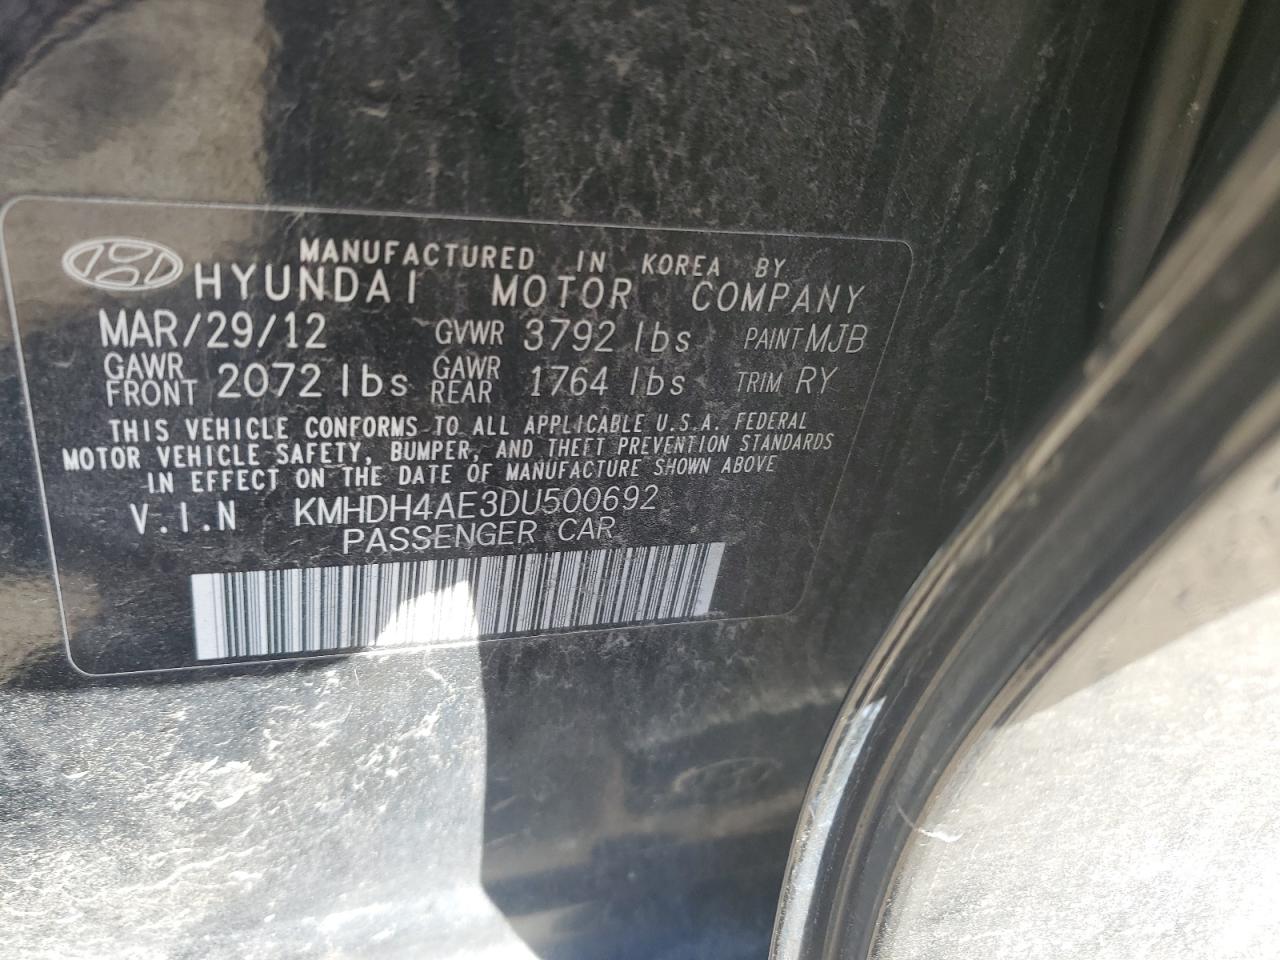 MANUFACTURED IN KOREA BY
HYUNDAI MOTOR COMPANY
MAR/29/12 GVWR 3792 lbs PAINT MJB
GAWR FRONT 2072 lbs GAWR REAR 1764 lbs TRIM RY
THIS VEHICLE CONFORMS TO ALL APPLICABLE U.S.A. FEDERAL
MOTOR VEHICLE SAFETY, BUMPER, AND THEFT PREVENTION STANDARDS
IN EFFECT ON THE DATE OF MANUFACTURE SHOWN ABOVE
V.I.N KMHDH4AE3DU500692
PASSENGER CAR